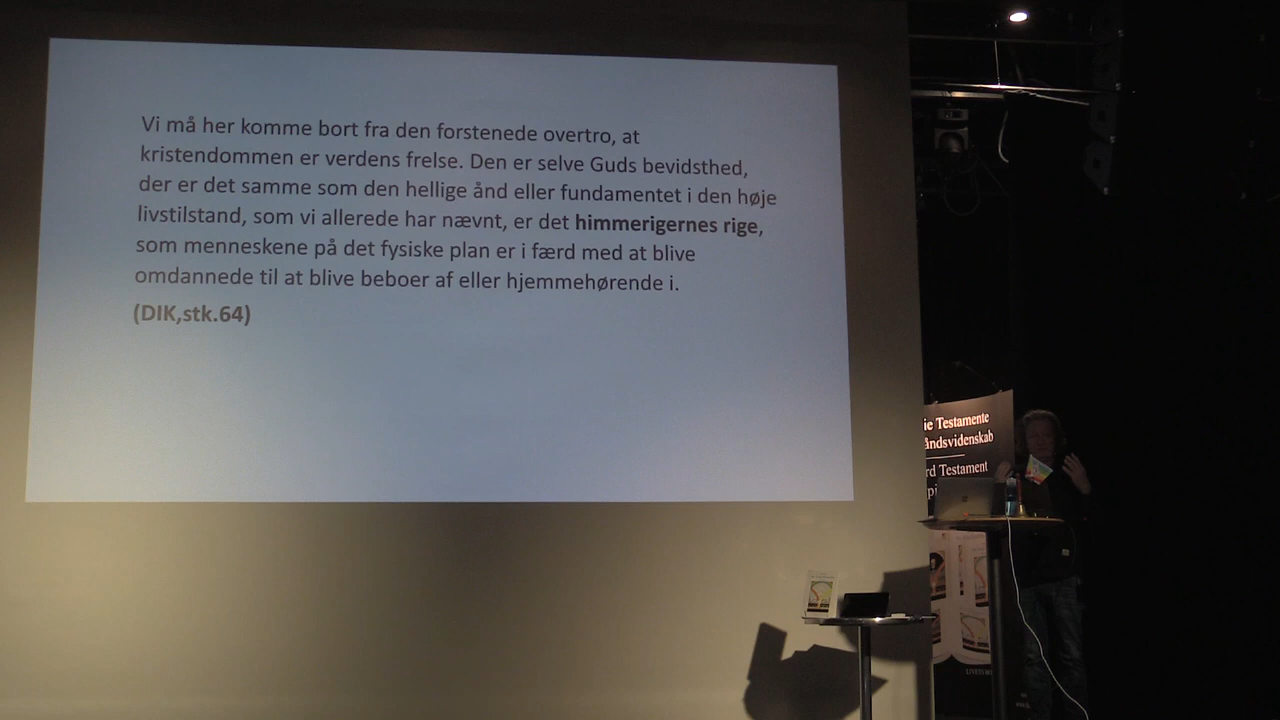 Vi må her komme bort fra den forstenede overtro, at
kristendommen er verdens frelse. Den er selve Guds bevidsthed,
der er det samme som den hellige ånd eller fundamentet i den høje
livstilstand, som vi allerede har nævnt, er det himmerigernes rige,
som menneskene på det fysiske plan er i færd med at blive
omdannede til at blive beboer af eller hjemmehørende i.
(DIK,stk.64)
ie Testamente
åndsvidenskab
rd Testament